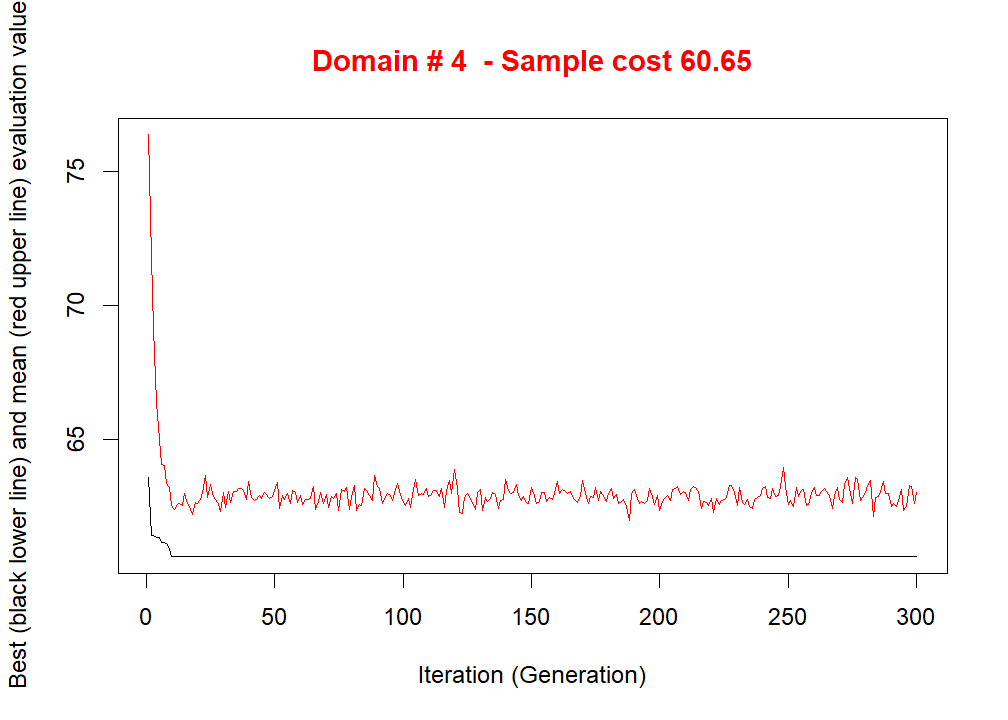 Domain # 4  - Sample cost 60.65
Best (black lower line) and mean (red upper line) evaluation value
75
70
65
0 50 100 150 200 250 300
Iteration (Generation)